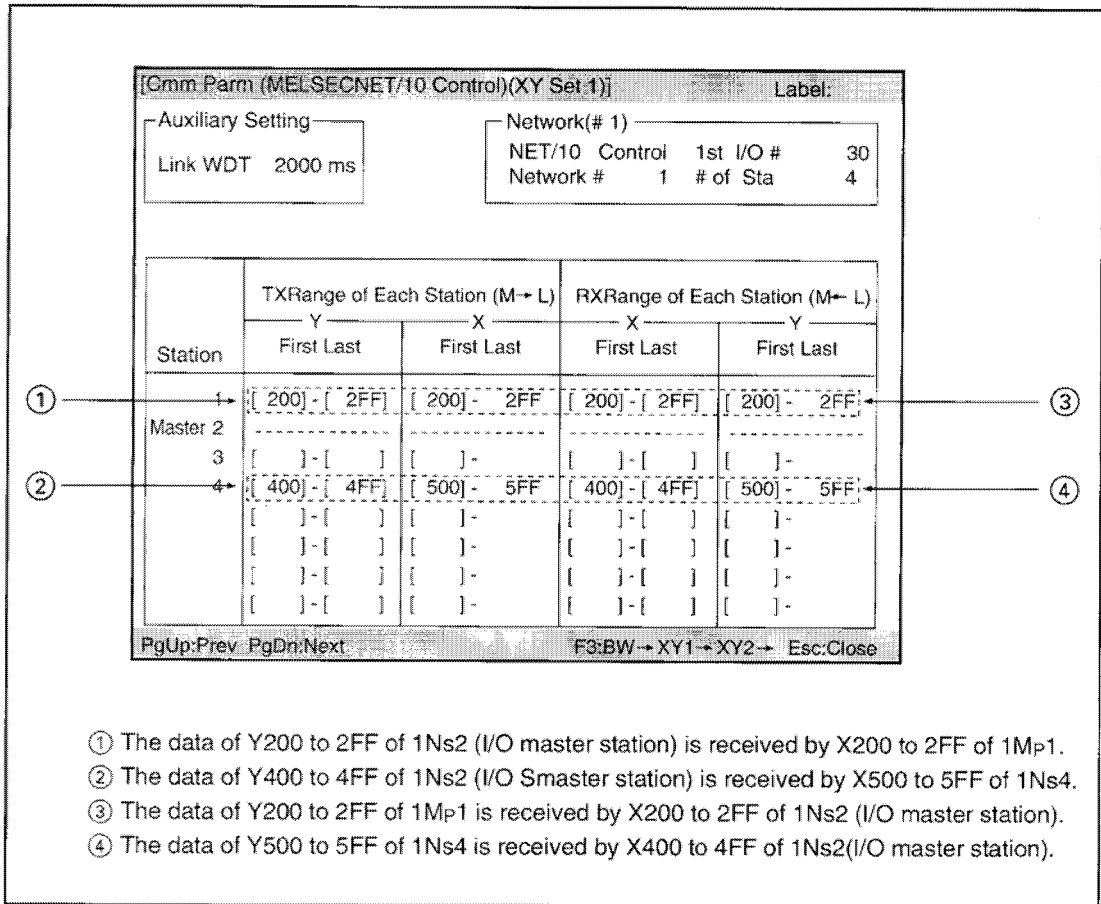 [Cmm Parm (MELSECNET/10 Control)(XY Set 1)] Label:
Auxiliary Setting
Link WDT 2000 ms
Network(# 1)
NET/10 Control 1st I/O # 30
Network # 1 # of Sta 4
TXRange of Each Station (M→ L) RXRange of Each Station (M← L)
Y X X Y
Station First Last First Last First Last First Last
① 1 [ 200] - [ 2FF] [ 200] - 2FF [ 200] - [ 2FF] [ 200] - 2FF ③
Master 2 --------------- --------------- --------------- ---------------
3 [ ] - [ ] [ ] - [ ] - [ ] [ ] -
② 4 [ 400] - [ 4FF] [ 500] - 5FF [ 400] - [ 4FF] [ 500] - 5FF ④
[ ] - [ ] [ ] - [ ] - [ ] [ ] -
[ ] - [ ] [ ] - [ ] - [ ] [ ] -
[ ] - [ ] [ ] - [ ] - [ ] [ ] -
[ ] - [ ] [ ] - [ ] - [ ] [ ] -
PgUp:Prev PgDn:Next F3:BW→XY1→XY2→ Esc:Close
① The data of Y200 to 2FF of 1Ns2 (I/O master station) is received by X200 to 2FF of 1MP1.
② The data of Y400 to 4FF of 1Ns2 (I/O Smaster station) is received by X500 to 5FF of 1Ns4.
③ The data of Y200 to 2FF of 1MP1 is received by X200 to 2FF of 1Ns2 (I/O master station).
④ The data of Y500 to 5FF of 1Ns4 is received by X400 to 4FF of 1Ns2(I/O master station).